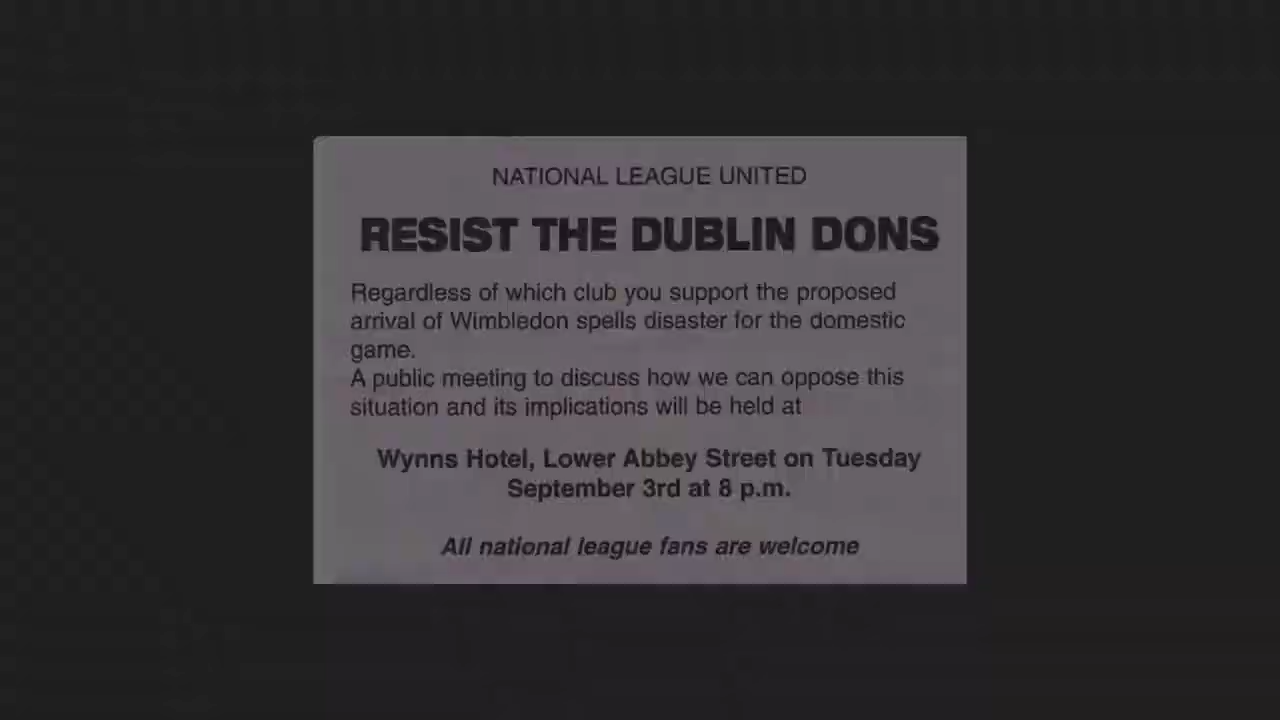 NATIONAL LEAGUE UNITED
RESIST THE DUBLIN DONS
Regardless of which club you support the proposed
arrival of Wimbledon spells disaster for the domestic
game.
A public meeting to discuss how we can oppose this
situation and its implications will be held at
Wynns Hotel, Lower Abbey Street on Tuesday
September 3rd at 8 p.m.
All national league fans are welcome